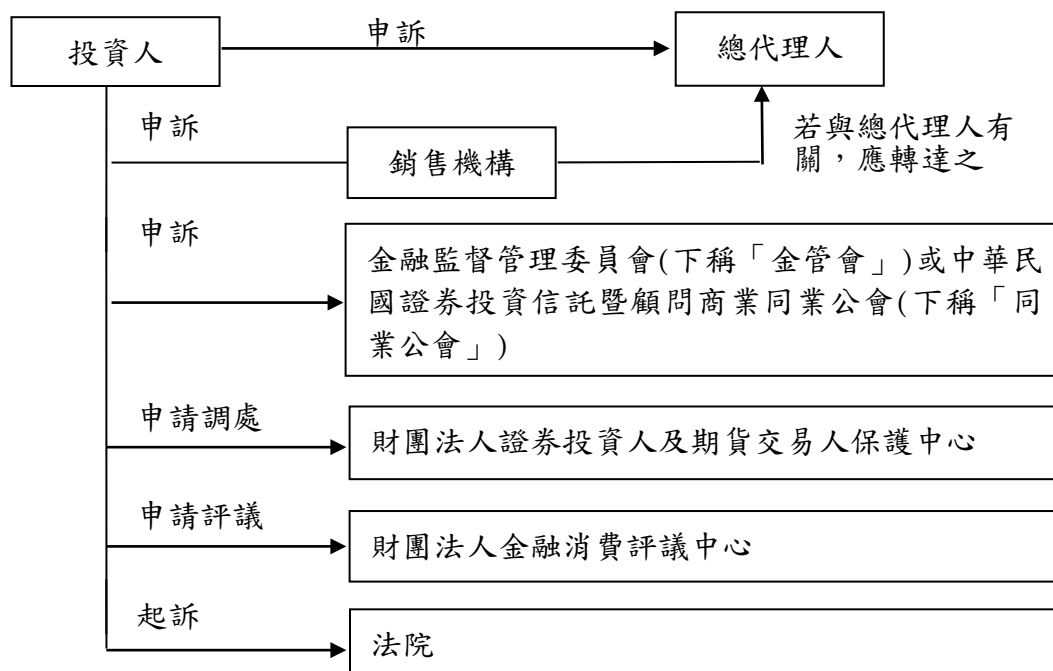 投資人
申訴
總代理人
申訴
銷售機構
若與總代理人有
關，應轉達之
申訴
金融監督管理委員會(下稱「金管會」)或中華民
國證券投資信託暨顧問商業同業公會(下稱「同
業公會」)
申請調處
財團法人證券投資人及期貨交易人保護中心
申請評議
財團法人金融消費評議中心
起訴
法院